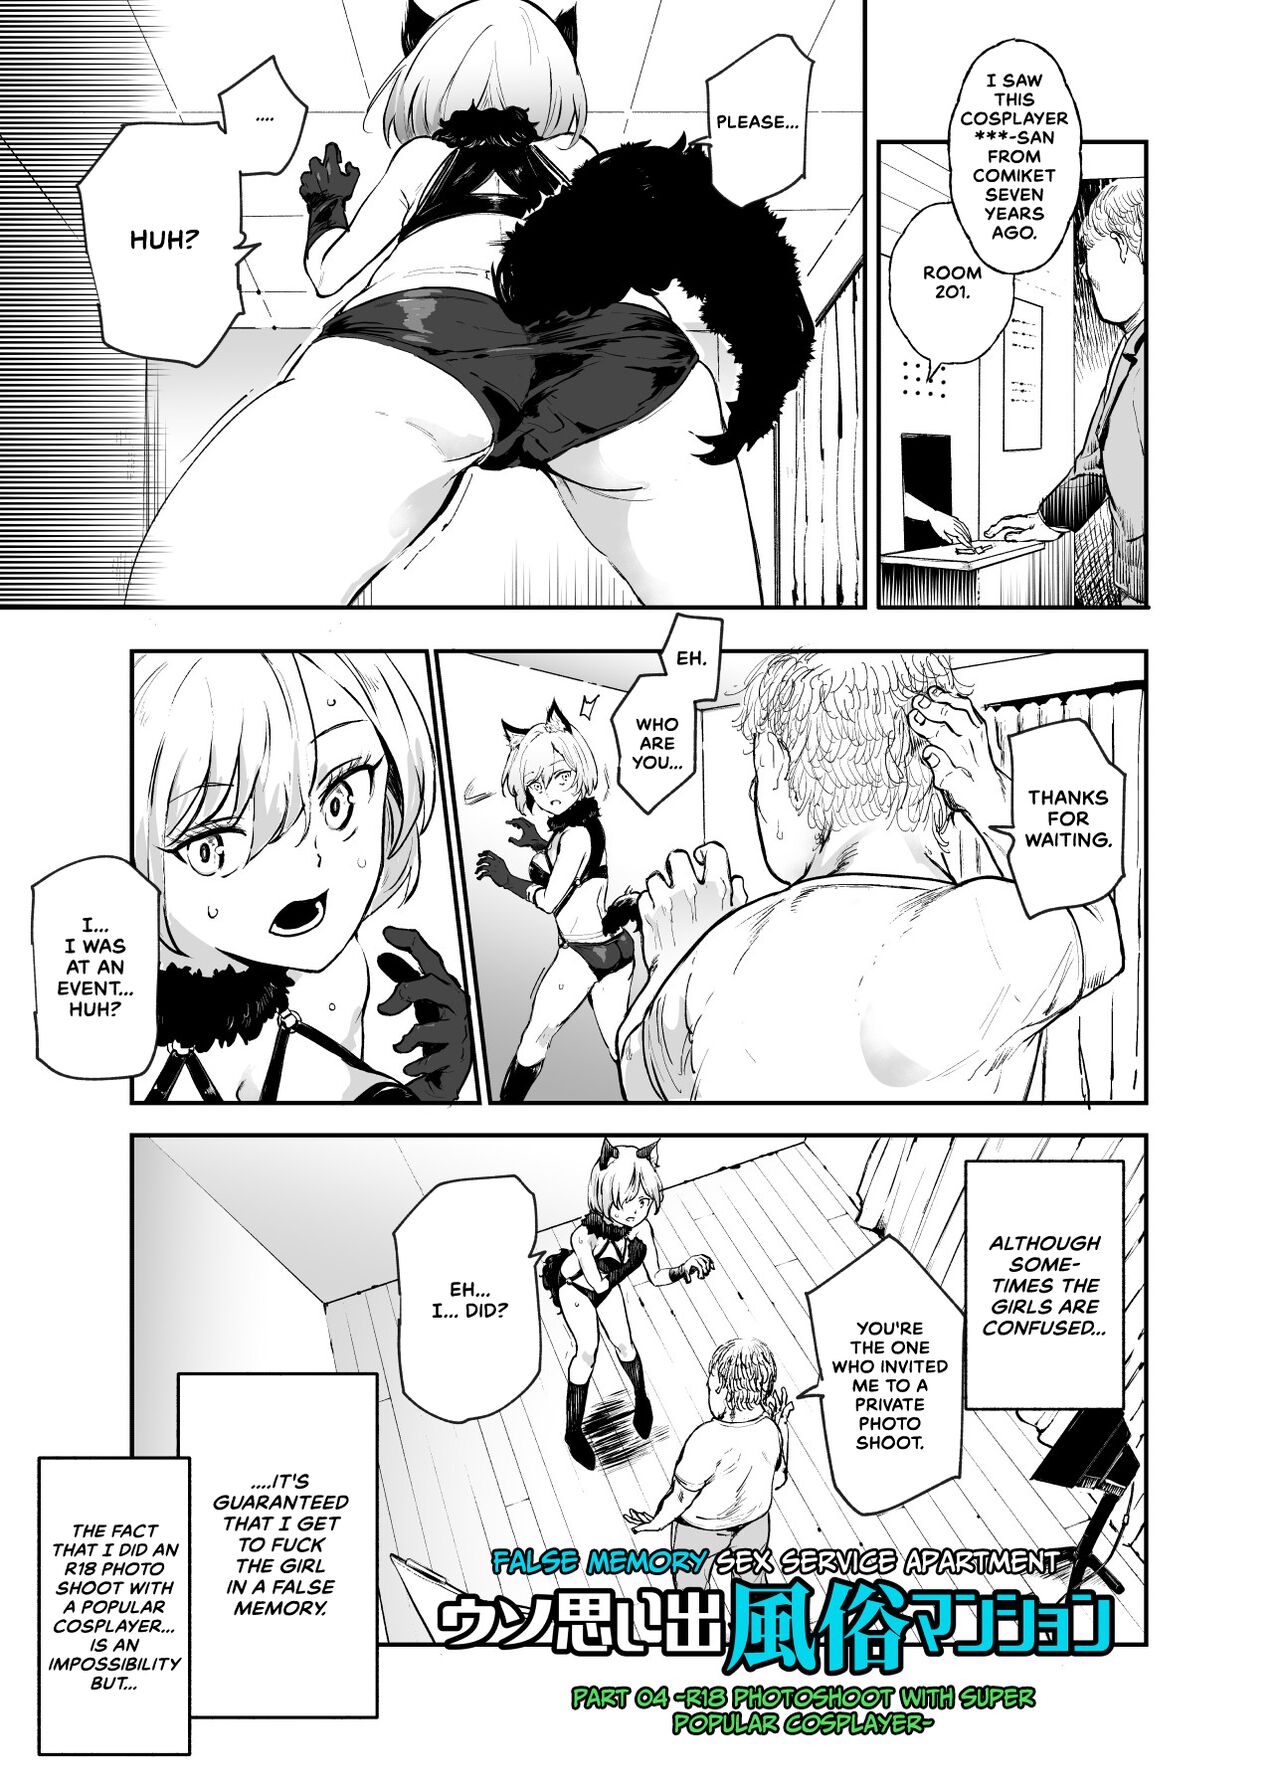 I SAW
THIS
COSPLAYER
***-SAN
FROM
COMIKET
SEVEN
YEARS
AGO.
ROOM
201.
PLEASE...
....
HUH?
THANKS
FOR
WAITING.
EH.
WHO
ARE
YOU...
I...
I WAS
AT AN
EVENT...
HUH?
ALTHOUGH
SOME-
TIMES THE
GIRLS ARE
CONFUSED...
YOU'RE
THE ONE
WHO INVITED
ME TO A
PRIVATE
PHOTO
SHOOT.
EH...
I... DID?
....IT'S
GUARANTEED
THAT I GET
TO FUCK
THE GIRL
IN A FALSE
MEMORY.
THE FACT
THAT I DID AN
R18 PHOTO
SHOOT WITH
A POPULAR
COSPLAYER...
IS AN
IMPOSSIBILITY
BUT...
FALSE MEMORY SEX SERVICE APARTMENT
ウソ思い出風俗マンション
PART 04 -R18 PHOTOSHOOT WITH SUPER
POPULAR COSPLAYER-